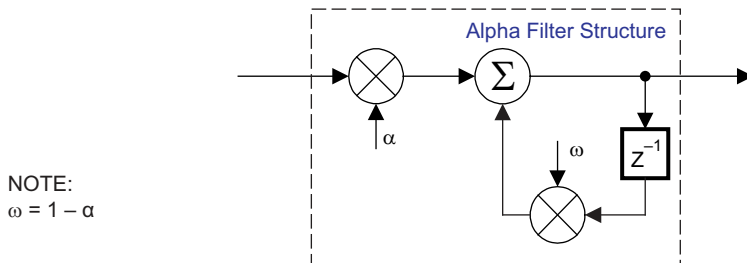 Alpha Filter Structure
Σ
α
ω
Z⁻¹
NOTE:
ω = 1 – α